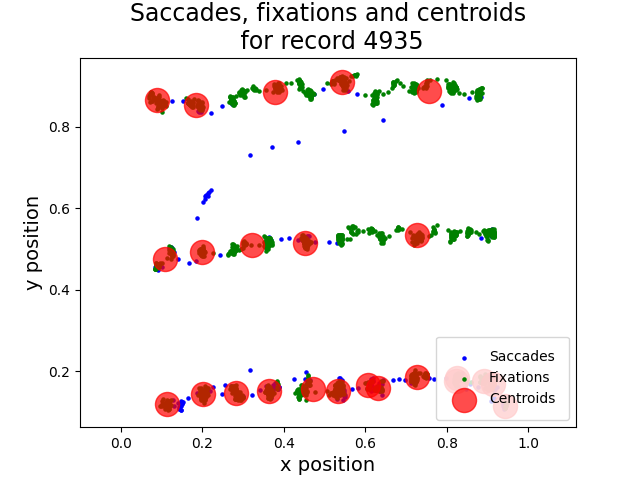 Saccades, fixations and centroids
for record 4935
y position
0.8
0.6
0.4
0.2
Saccades
Fixations
Centroids
0.0 0.2 0.4 0.6 0.8 1.0
x position